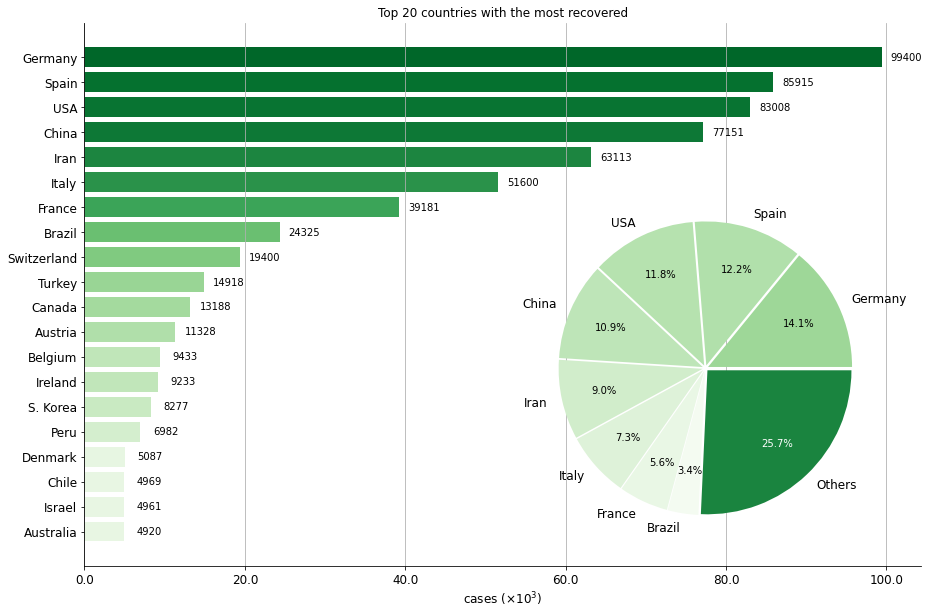 Top 20 countries with the most recovered
Germany 99400
Spain 85915
USA 83008
China 77151
Iran 63113
Italy 51600
France 39181
Brazil 24325
Switzerland 19400
Turkey 14918
Canada 13188
Austria 11328
Belgium 9433
Ireland 9233
S. Korea 8277
Peru 6982
Denmark 5087
Chile 4969
Israel 4961
Australia 4920
0.0 20.0 40.0 60.0 80.0 100.0
cases (×10³)
Germany
14.1%
Spain
12.2%
USA
11.8%
China
10.9%
Iran
9.0%
Italy
7.3%
France
5.6%
Brazil
3.4%
Others
25.7%